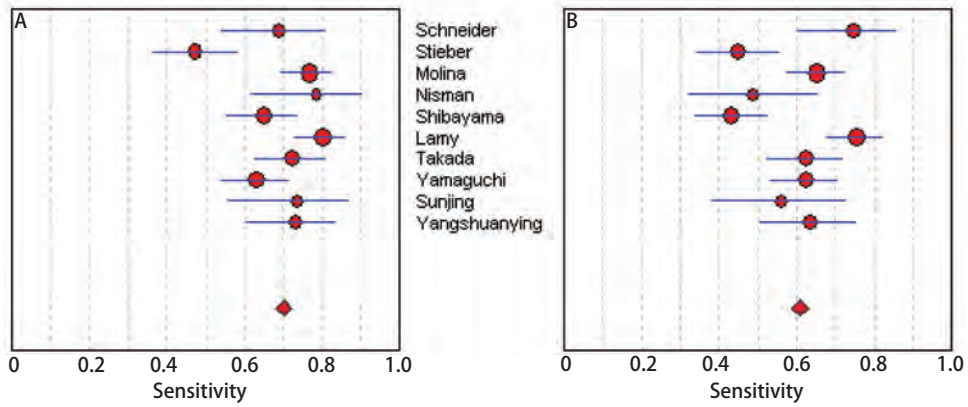 A
Schneider
Stieber
Molina
Nisman
Shibayama
Lamy
Takada
Yamaguchi
Sunjing
Yangshuanying
0 0.2 0.4 0.6 0.8 1.0
Sensitivity
B
0 0.2 0.4 0.6 0.8 1.0
Sensitivity